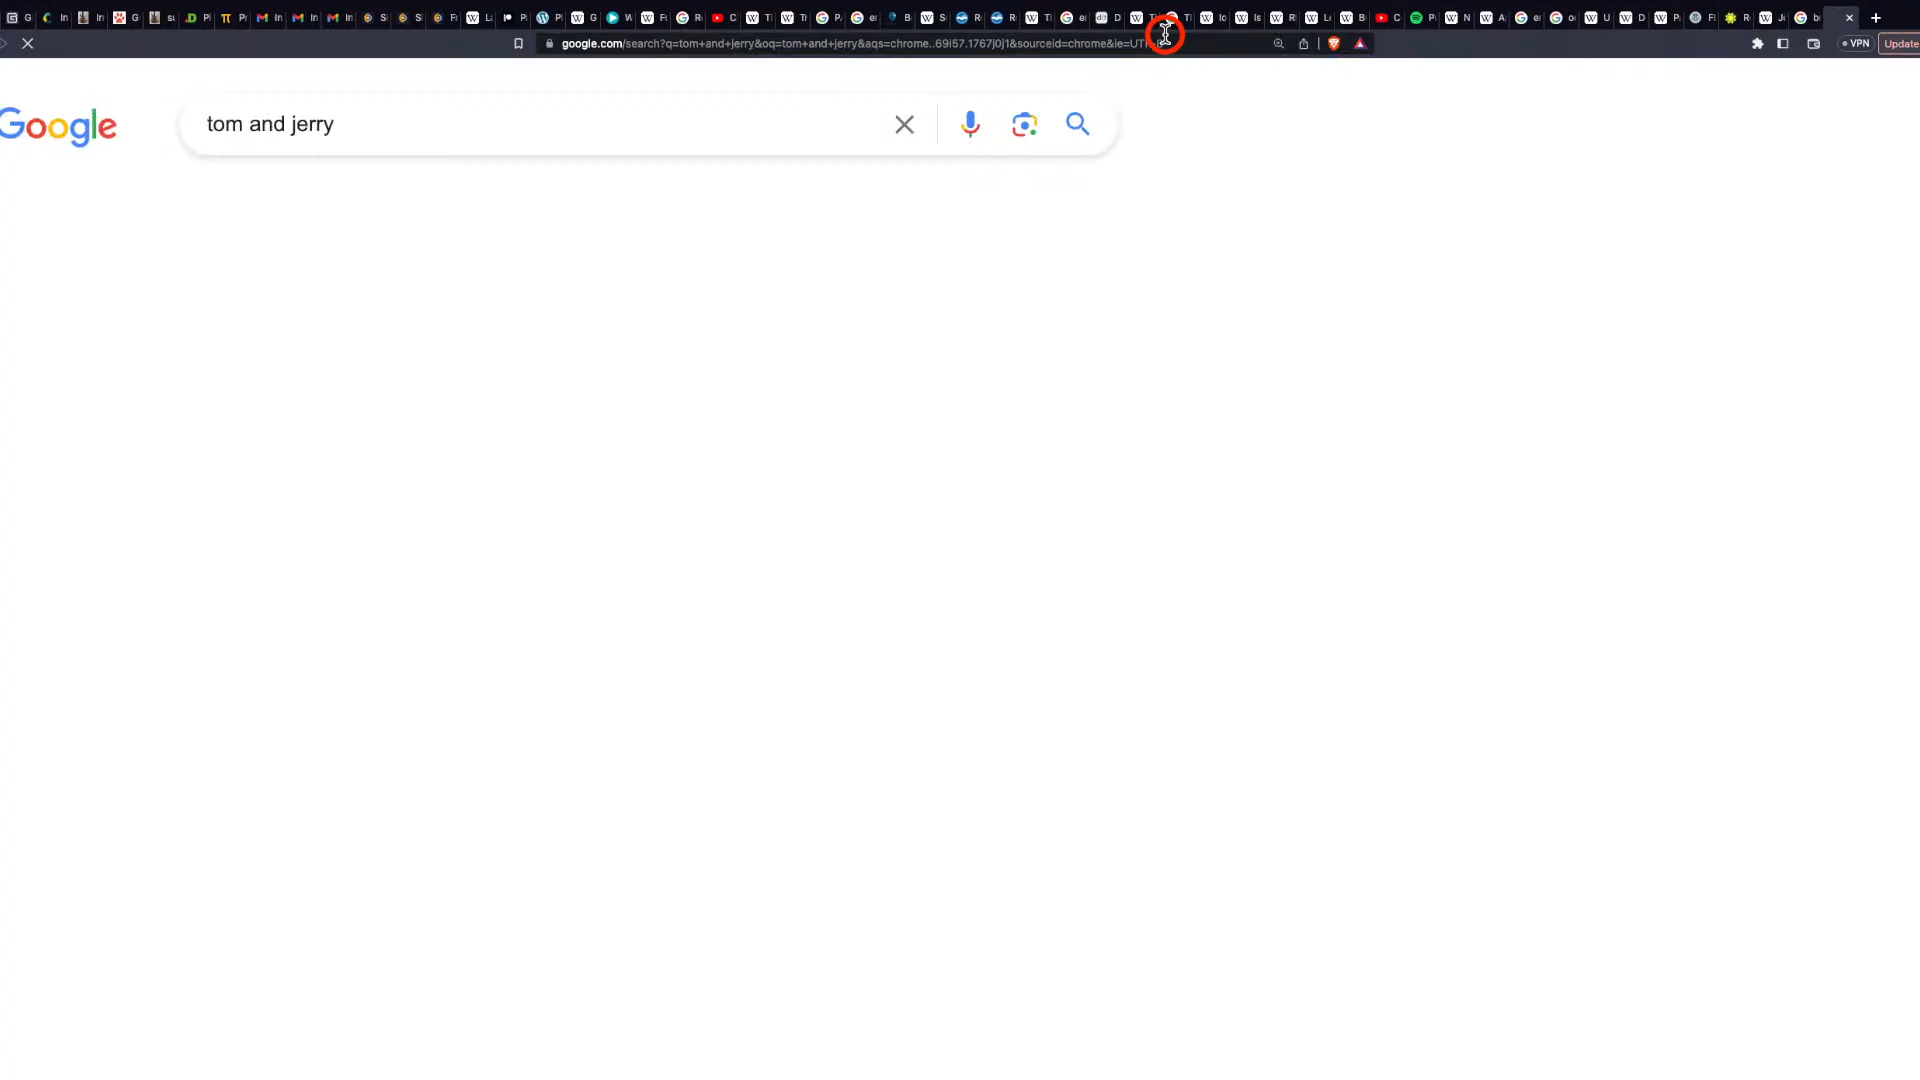 google.com/search?q=tom+and+jerry&oq=tom+and+jerry&aqs=chrome..69i57.1767j0j1&sourceid=chrome&ie=UT
VPN
Update
Google
tom and jerry